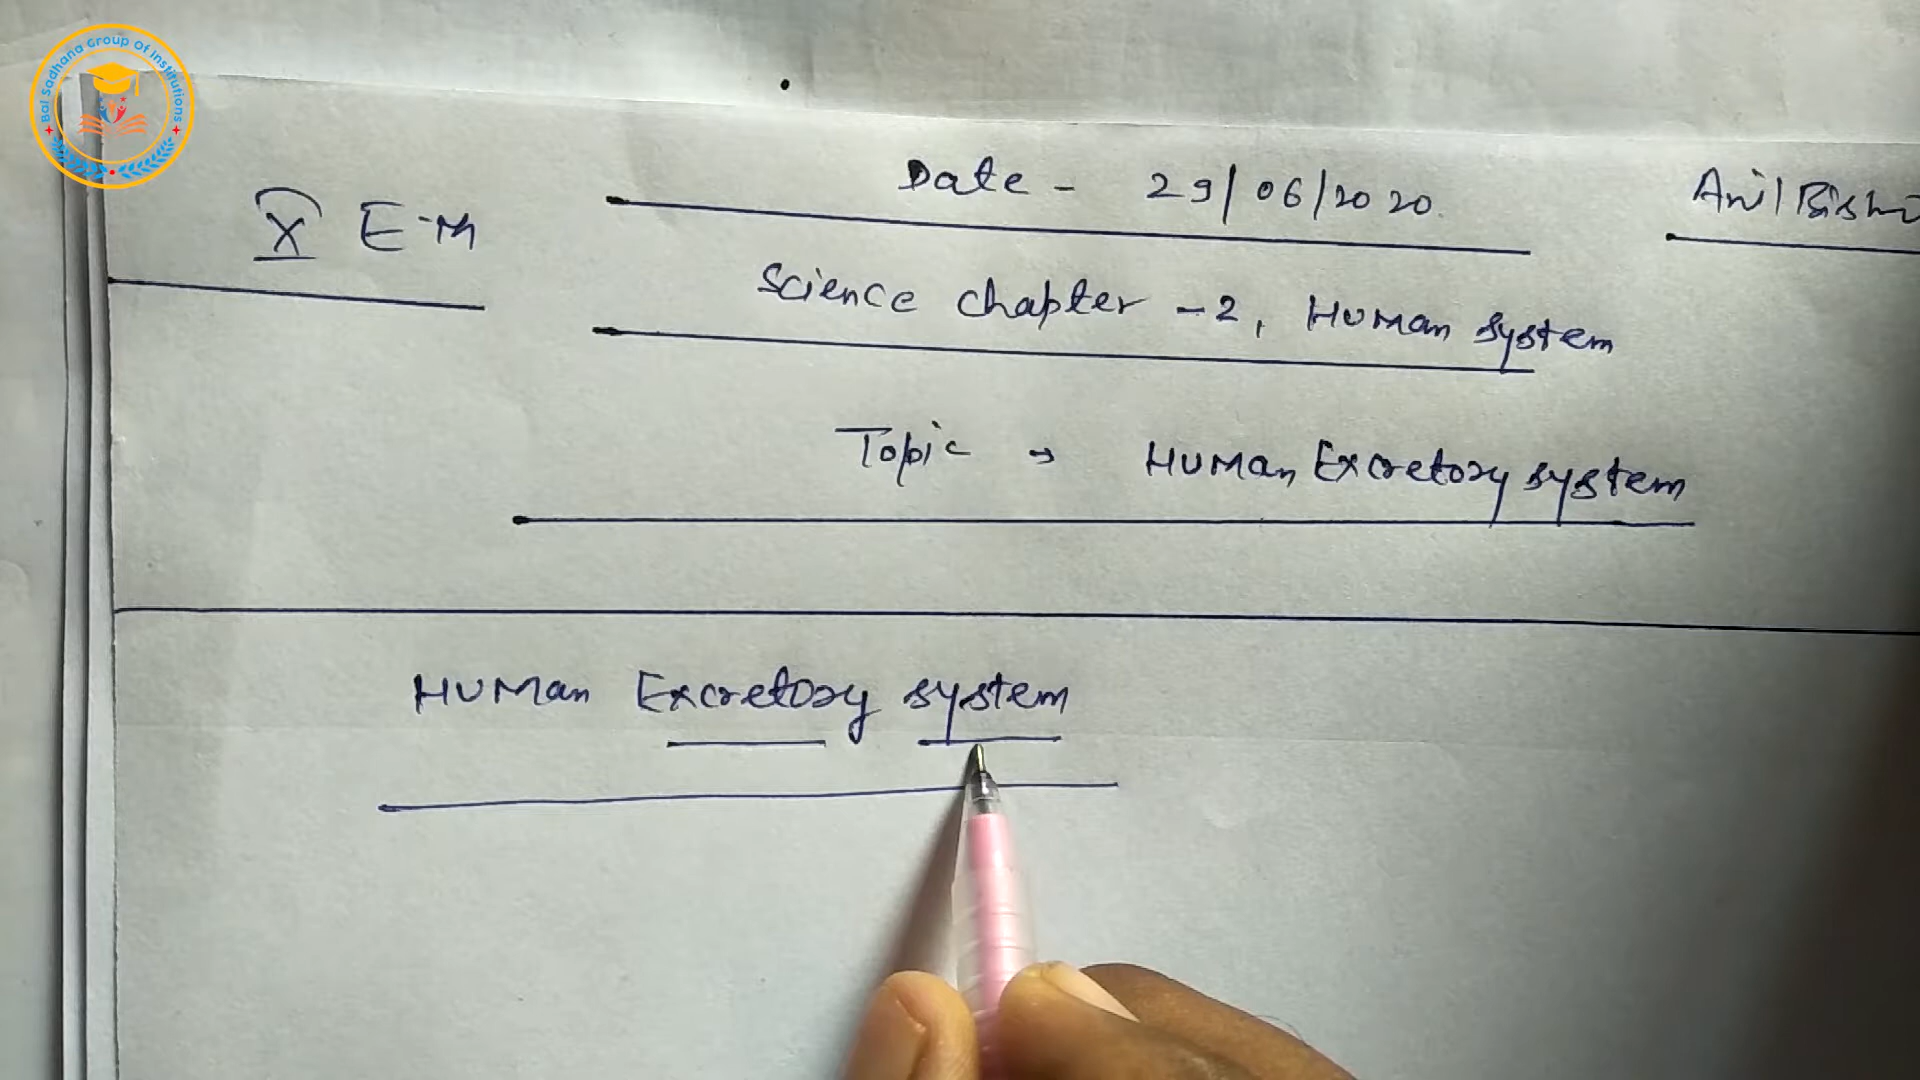 Bal Sadhana Group Of Institutions
Date - 29/06/2020.
X E-M
Science chapter -2, Human system
Topic → Human Excretory system
Human Excretory system